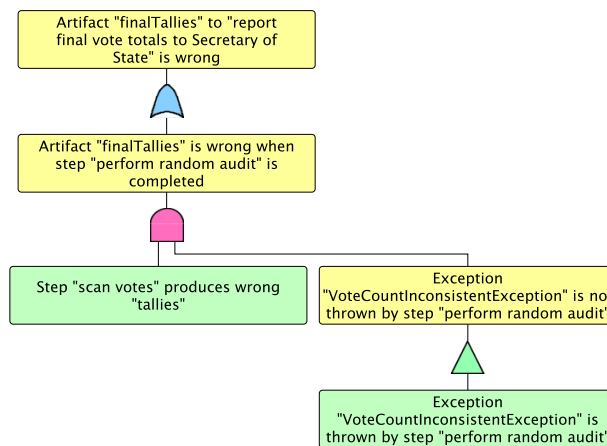 Artifact "finalTallies" to "report
final vote totals to Secretary of
State" is wrong
Artifact "finalTallies" is wrong when
step "perform random audit" is
completed
Step "scan votes" produces wrong
"tallies"
Exception
"VoteCountInconsistentException" is no
thrown by step "perform random audit"
Exception
"VoteCountInconsistentException" is
thrown by step "perform random audit"